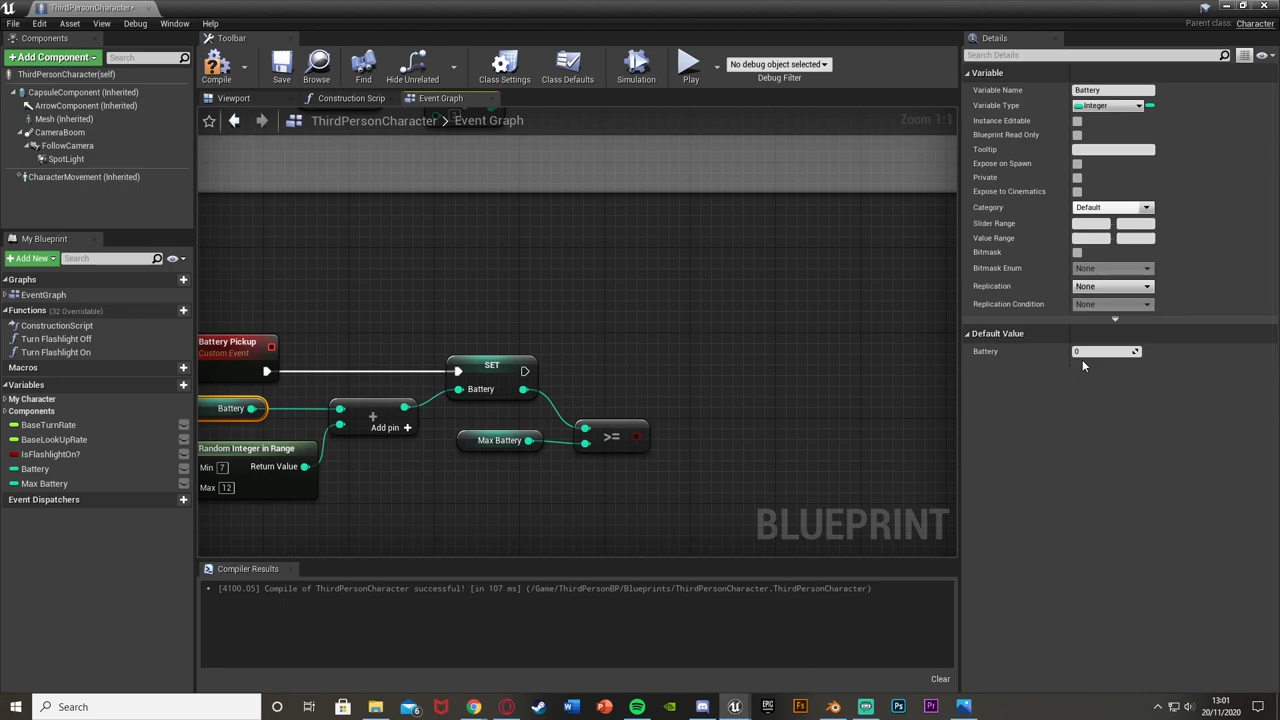 ThirdPersonCharacter*
File Edit Asset View Debug Window Help
Parent class: Character
Components
+Add Component Search
ThirdPersonCharacter(self)
CapsuleComponent (Inherited)
ArrowComponent (Inherited)
Mesh (Inherited)
CameraBoom
FollowCamera
SpotLight
CharacterMovement (Inherited)
My Blueprint
+Add New Search
Graphs
EventGraph
Functions (32 Overridable)
ConstructionScript
Turn Flashlight Off
Turn Flashlight On
Macros
Variables
My Character
Components
BaseTurnRate
BaseLookUpRate
IsFlashlightOn?
Battery
Max Battery
Event Dispatchers
Toolbar
Compile Save Browse Find Hide Unrelated Class Settings Class Defaults Simulation Play
No debug object selected
Debug Filter
Viewport Construction Scrip Event Graph
ThirdPersonCharacter > Event Graph
Zoom 1:1
Battery Pickup
Custom Event
SET
Battery
Battery
+
Add pin +
Max Battery
>=
Random Integer in Range
Min 7 Return Value
Max 12
BLUEPRINT
Compiler Results
[4100.05] Compile of ThirdPersonCharacter successful! [in 107 ms] (/Game/ThirdPersonBP/Blueprints/ThirdPersonCharacter.ThirdPersonCharacter)
Clear
Details
Search Details
Variable
Variable Name Battery
Variable Type Integer
Instance Editable
Blueprint Read Only
Tooltip
Expose on Spawn
Private
Expose to Cinematics
Category Default
Slider Range
Value Range
Bitmask
Bitmask Enum None
Replication None
Replication Condition None
Default Value
Battery 0
Search
13:01
20/11/2020